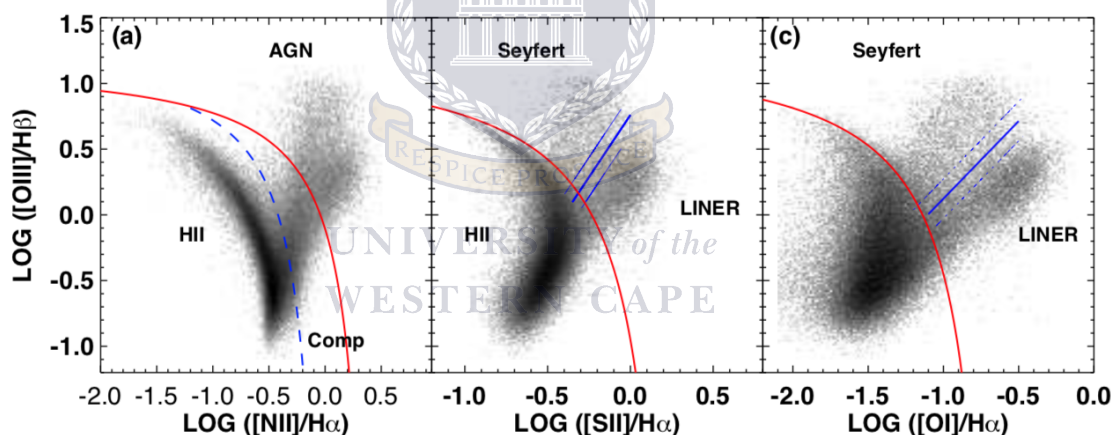 (a) AGN HII Comp
Seyfert HII LINER
(c) Seyfert LINER
LOG ([OIII]/Hβ)
1.5
1.0
0.5
0.0
-0.5
-1.0
-2.0 -1.5 -1.0 -0.5 0.0 0.5
-1.0 -0.5 0.0 0.5
-2.0 -1.5 -1.0 -0.5 0.0
LOG ([NII]/Hα)
LOG ([SII]/Hα)
LOG ([OI]/Hα)
UNIVERSITY of the
WESTERN CAPE